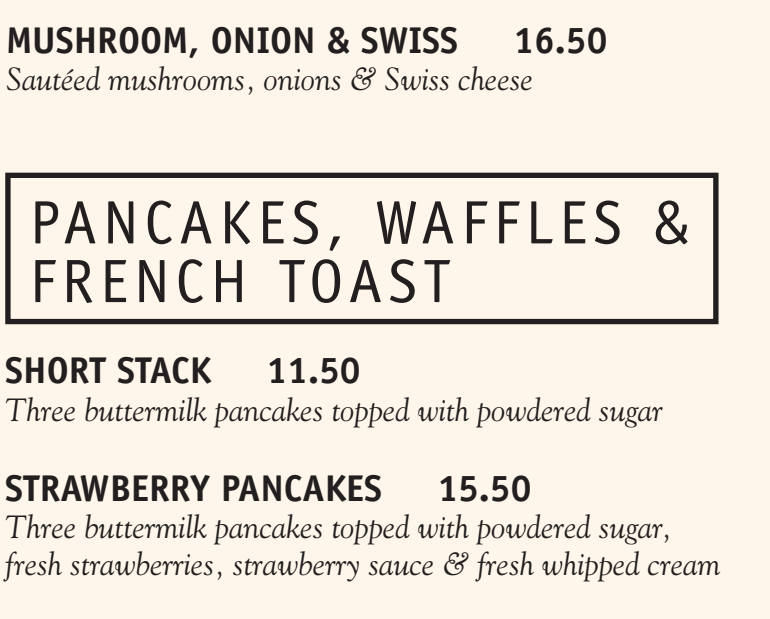 MUSHROOM, ONION & SWISS 16.50
Sautéed mushrooms, onions & Swiss cheese
PANCAKES, WAFFLES &
FRENCH TOAST
SHORT STACK 11.50
Three buttermilk pancakes topped with powdered sugar
STRAWBERRY PANCAKES 15.50
Three buttermilk pancakes topped with powdered sugar,
fresh strawberries, strawberry sauce & fresh whipped cream